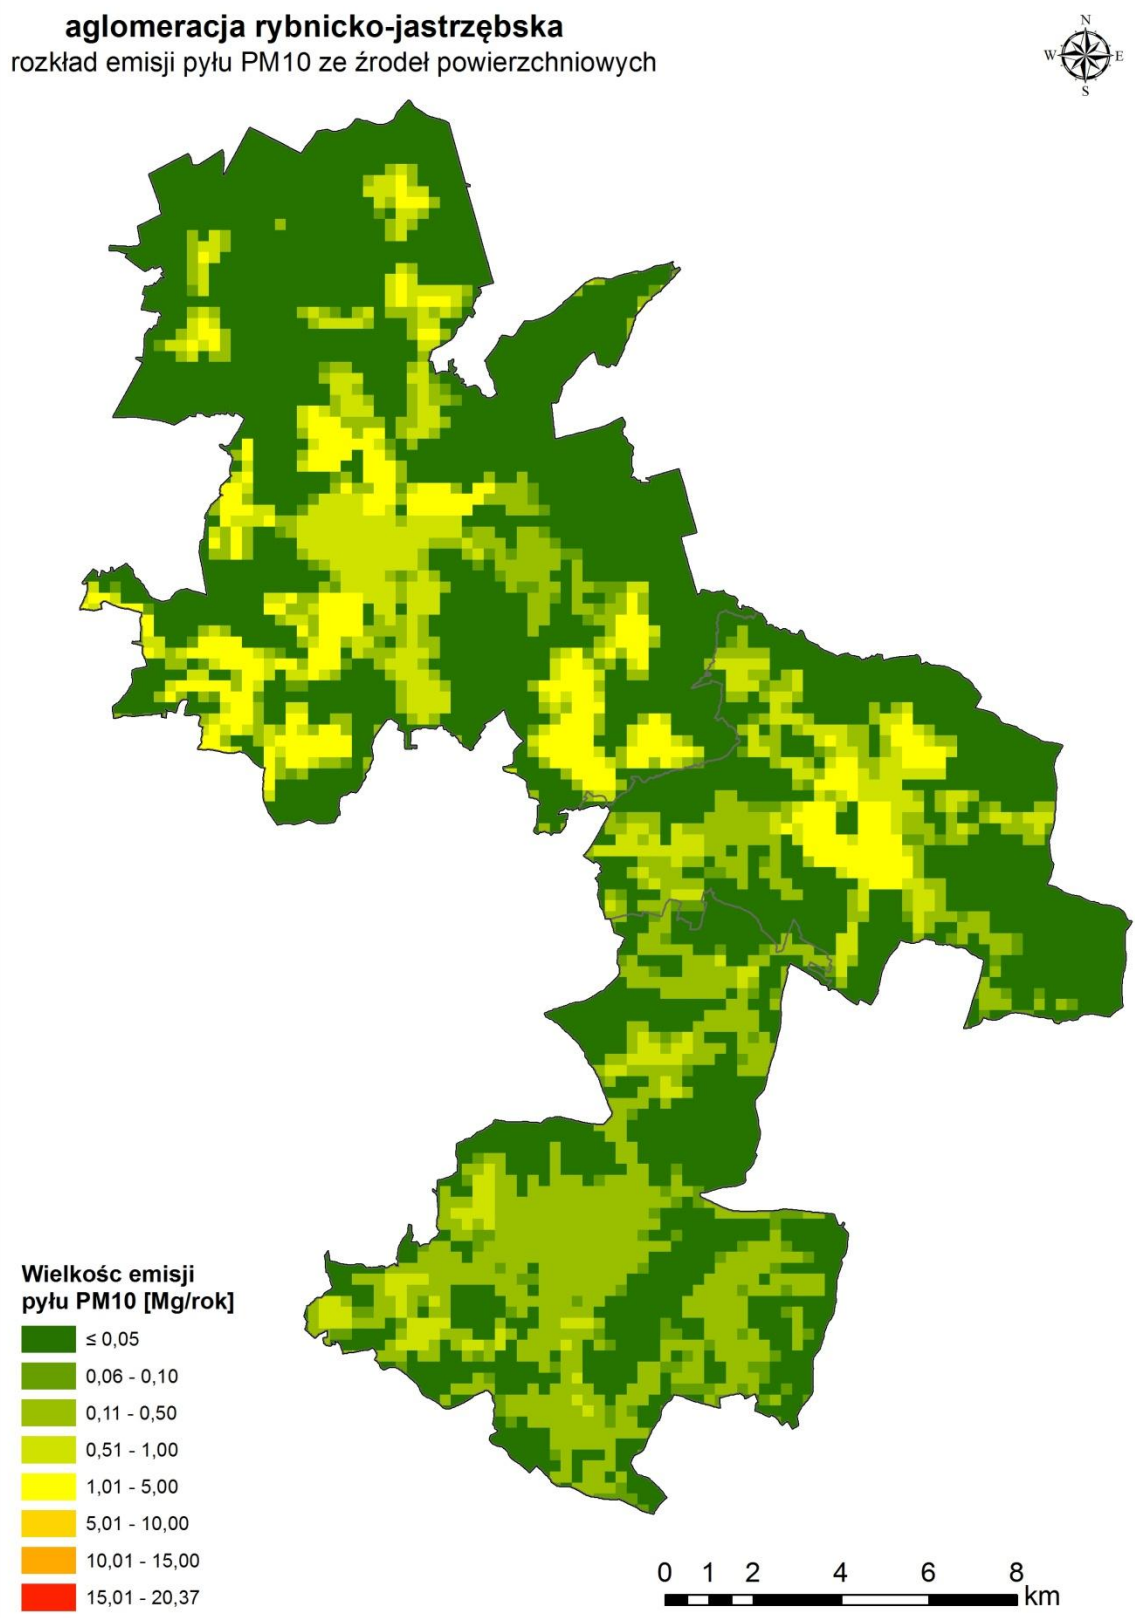 aglomeracja rybnicko-jastrzębska
rozkład emisji pyłu PM10 ze źrodeł powierzchniowych
N
W E
S
Wielkośc emisji
pyłu PM10 [Mg/rok]
≤ 0,05
0,06 - 0,10
0,11 - 0,50
0,51 - 1,00
1,01 - 5,00
5,01 - 10,00
10,01 - 15,00
15,01 - 20,37
0 1 2 4 6 8
km